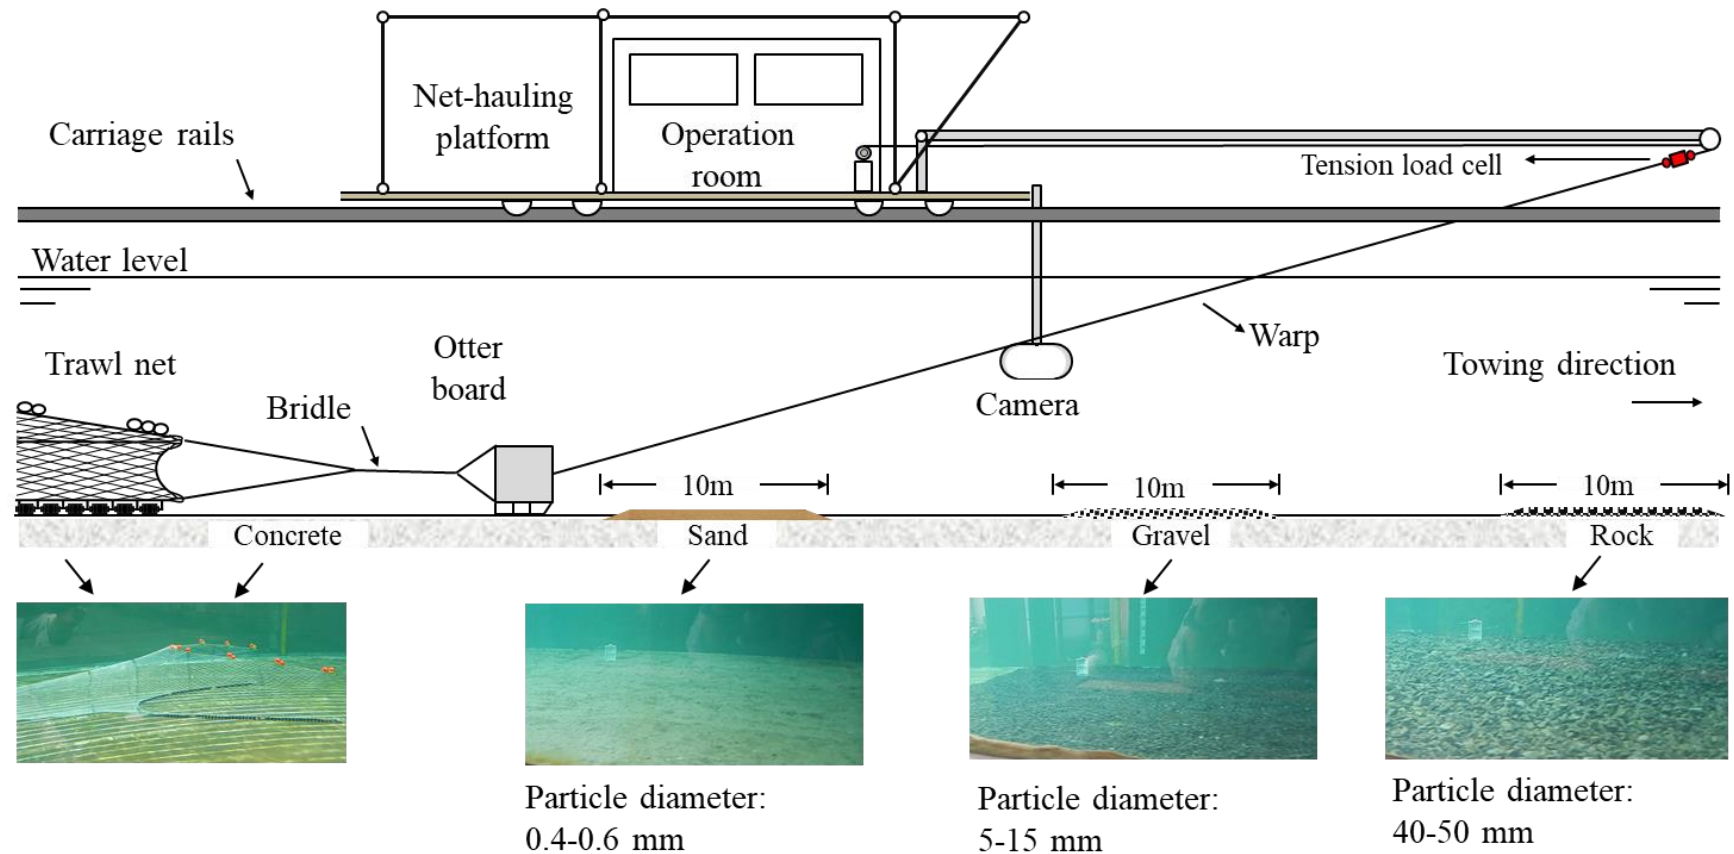 Net-hauling
platform
Carriage rails
Operation
room
Tension load cell
Water level
Warp
Otter
board
Trawl net
Towing direction
Bridle
Camera
10m
10m
10m
Concrete
Sand
Gravel
Rock
Particle diameter:
0.4-0.6 mm
Particle diameter:
5-15 mm
Particle diameter:
40-50 mm